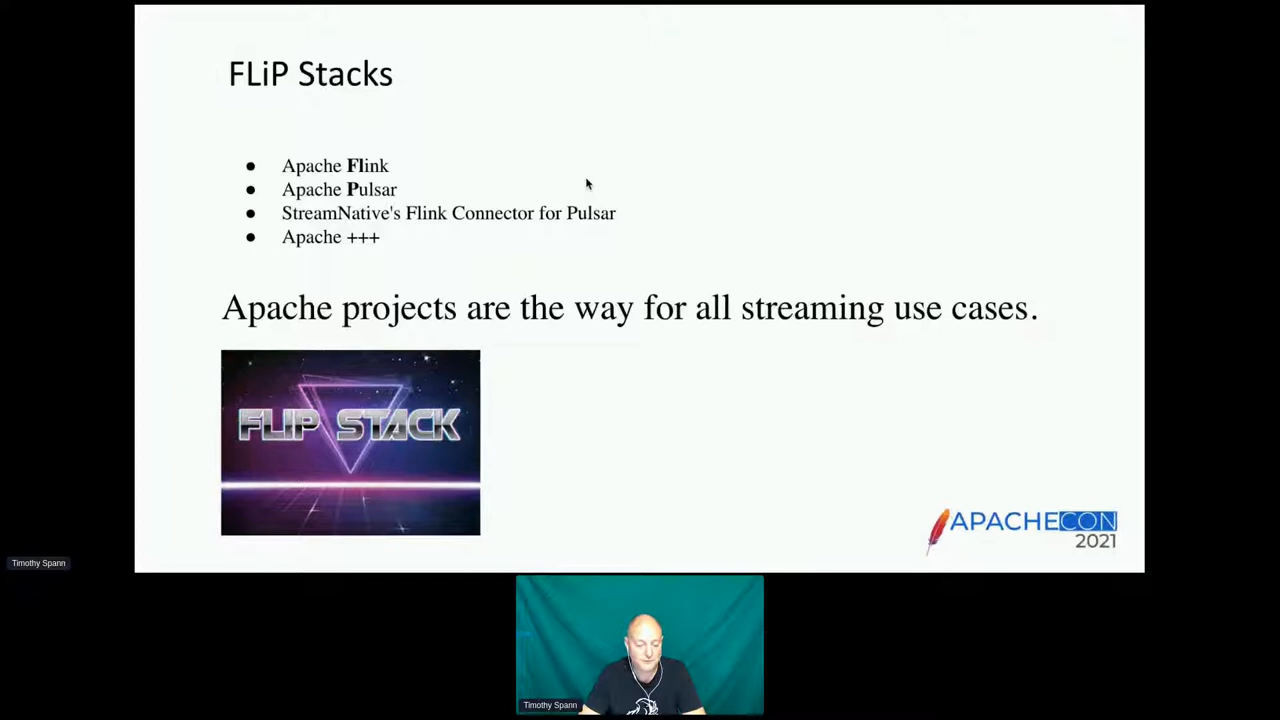 FLiP Stacks
● Apache Flink
● Apache Pulsar
● StreamNative's Flink Connector for Pulsar
● Apache +++
Apache projects are the way for all streaming use cases.
FLIP STACK
APACHECON
2021
Timothy Spann
Timothy Spann